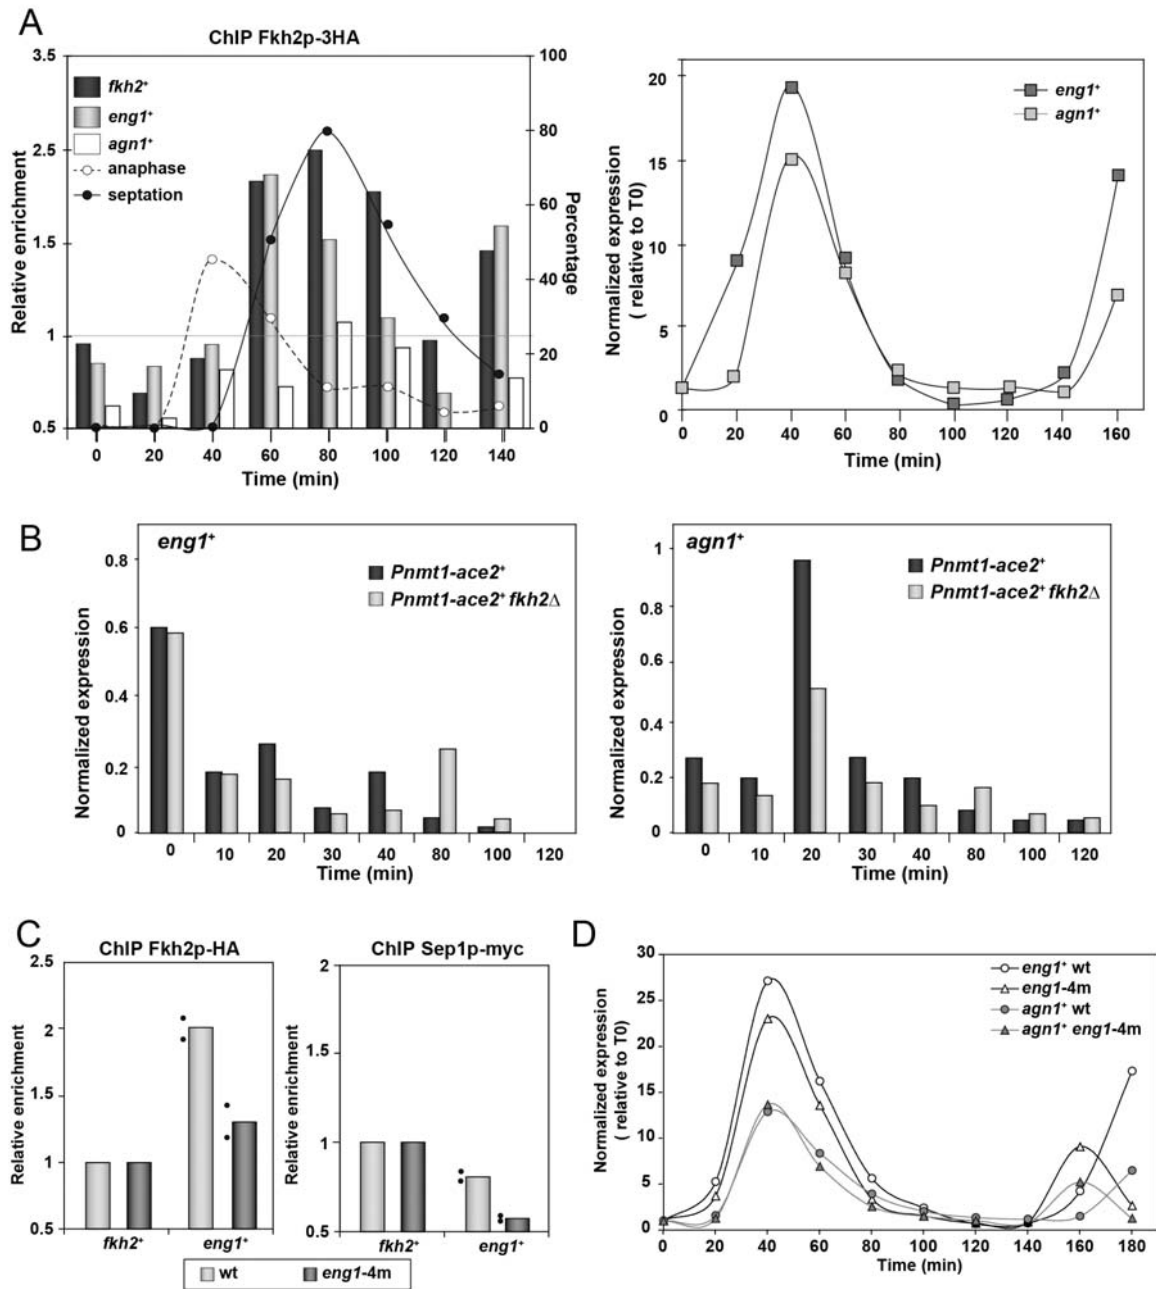 A
ChIP Fkh2p-3HA
3.5
2.5
1.5
1
0.5
Relative enrichment
fkh2⁺
eng1⁺
agn1⁺
anaphase
septation
100
80
60
40
20
0
Percentage
0 20 40 60 80 100 120 140
Time (min)
20
15
10
5
0
Normalized expression
( relative to T0)
eng1⁺
agn1⁺
0 20 40 60 80 100 120 140 160
Time (min)
B
eng1⁺
0.8
0.6
0.4
0.2
0
Normalized expression
Pnmt1-ace2⁺
Pnmt1-ace2⁺ fkh2Δ
0 10 20 30 40 80 100 120
Time (min)
agn1⁺
1
0.8
0.6
0.4
0.2
0
Normalized expression
Pnmt1-ace2⁺
Pnmt1-ace2⁺ fkh2Δ
0 10 20 30 40 80 100 120
Time (min)
C
ChIP Fkh2p-HA
2.5
2
1.5
1
0.5
Relative enrichment
fkh2⁺ eng1⁺
ChIP Sep1p-myc
2
1.5
1
0.5
Relative enrichment
fkh2⁺ eng1⁺
wt eng1-4m
D
30
25
20
15
10
5
0
Normalized expression
( relative to T0)
eng1⁺ wt
eng1-4m
agn1⁺ wt
agn1⁺ eng1-4m
0 20 40 60 80 100 120 140 160 180
Time (min)